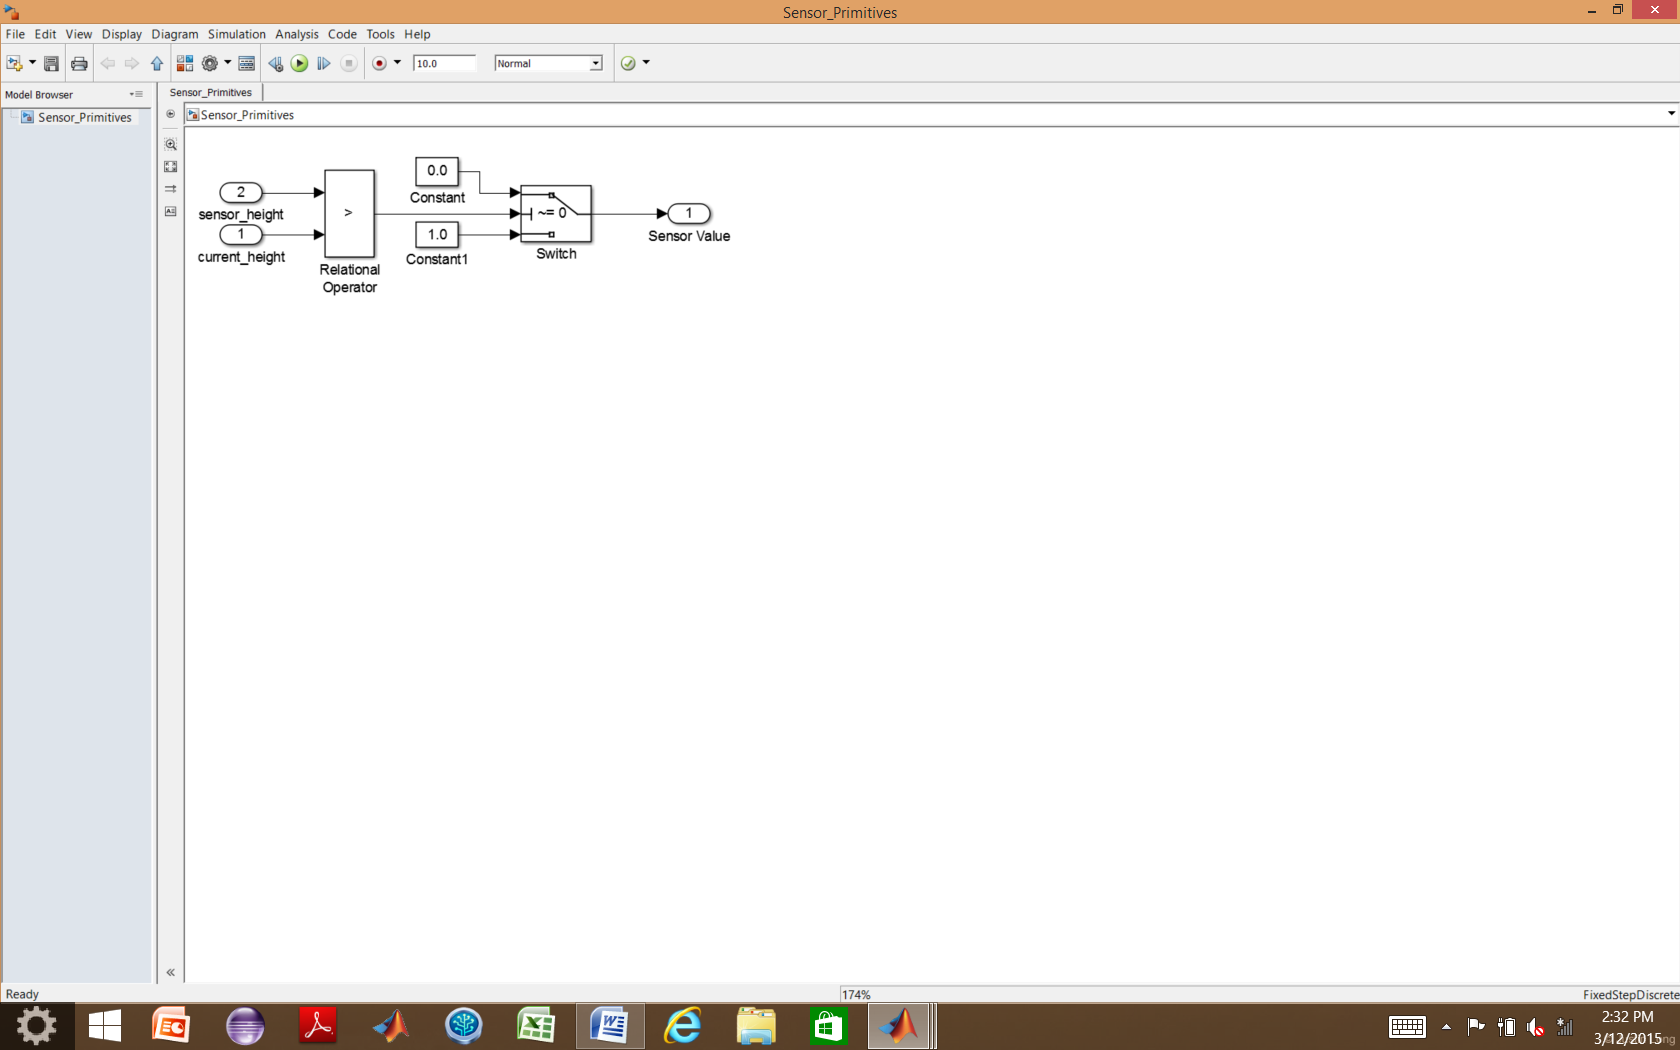 Sensor_Primitives
File Edit View Display Diagram Simulation Analysis Code Tools Help
10.0 Normal
Model Browser
Sensor_Primitives
Sensor_Primitives
Sensor_Primitives
2
sensor_height
1
current_height
>
Relational
Operator
0.0
Constant
1.0
Constant1
~= 0
Switch
1
Sensor Value
Ready
174%
FixedStepDiscrete
2:32 PM
3/12/2015